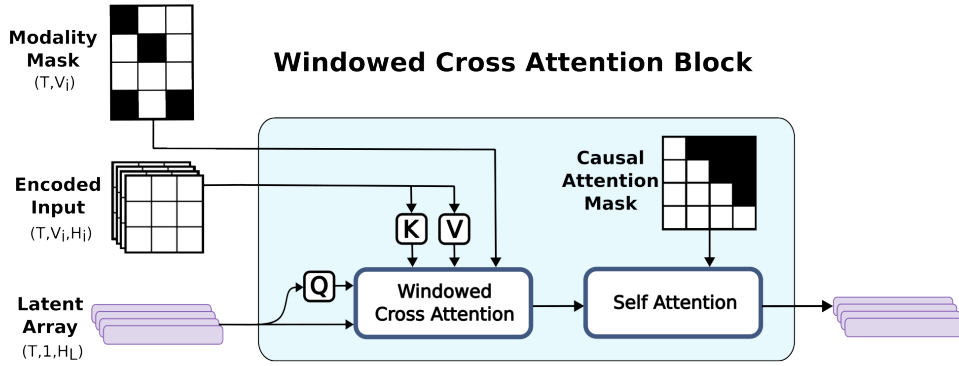 Windowed Cross Attention Block
Modality
Mask
(T,Vi)
Encoded
Input
(T,Vi,Hi)
Latent
Array
(T,1,HL)
K
V
Q
Windowed
Cross Attention
Causal
Attention
Mask
Self Attention